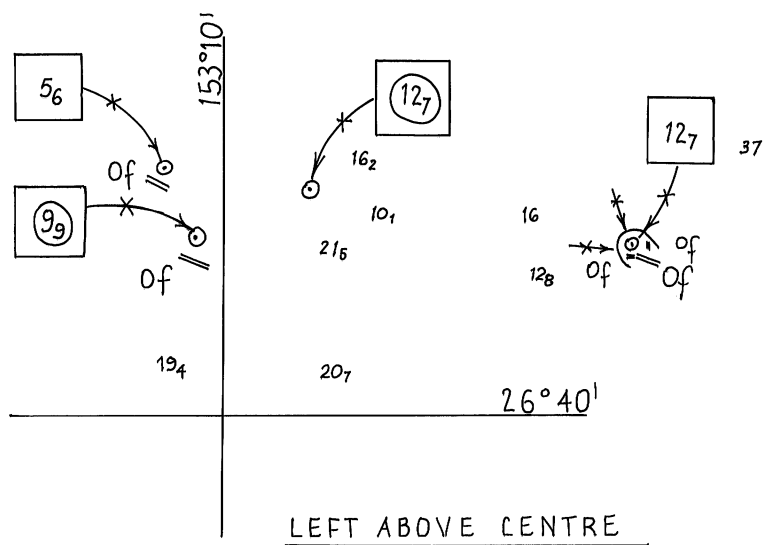 153°10'
5₆
12₇
12₇
37
16₂
Of
9₉
10₁
16
21₅
of
Of
12₈
Of
Of
19₄
20₇
26°40'
LEFT ABOVE CENTRE